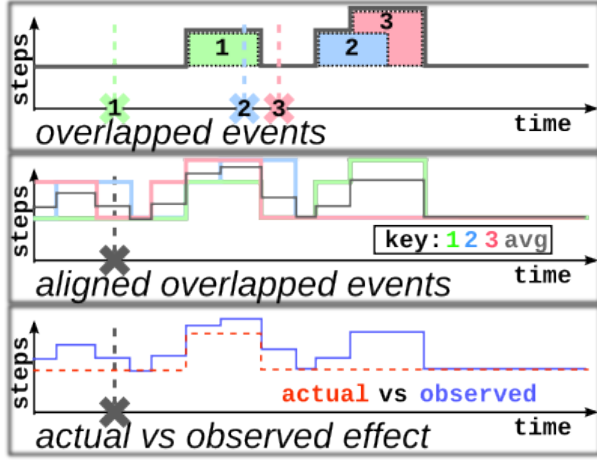 steps
1
2
3
1
2
3
time
overlapped events
steps
key: 1 2 3 avg
time
aligned overlapped events
steps
actual vs observed
time
actual vs observed effect